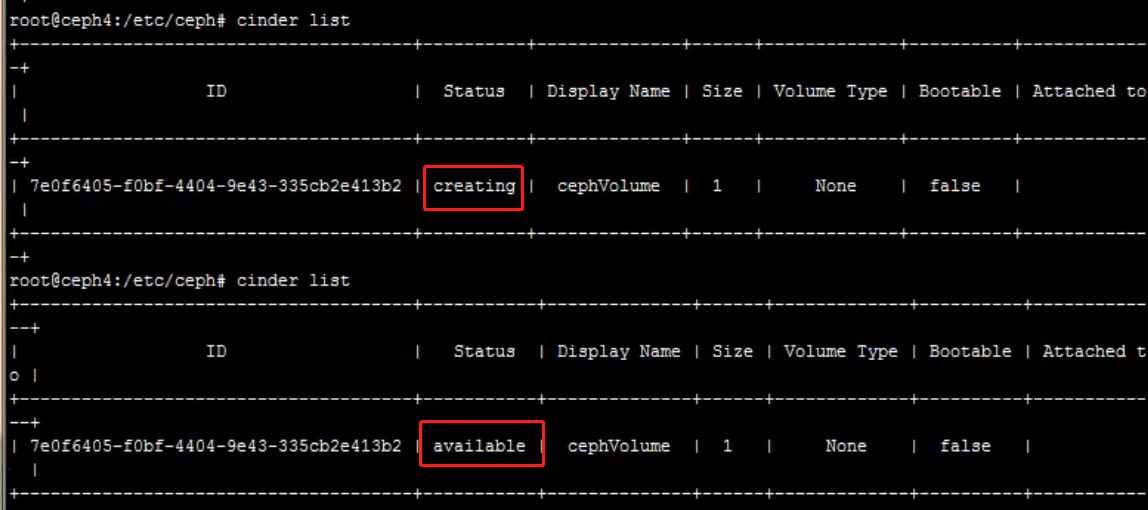 root@ceph4:/etc/ceph# cinder list
+--------------------------------------+----------+--------------+------+-------------+----------+------------
-+
|                  ID                  |  Status  | Display Name | Size | Volume Type | Bootable | Attached to
 |
+--------------------------------------+----------+--------------+------+-------------+----------+------------
-+
| 7e0f6405-f0bf-4404-9e43-335cb2e413b2 | creating |  cephVolume  |  1   |     None    |  false   |
 |
+--------------------------------------+----------+--------------+------+-------------+----------+------------
-+
root@ceph4:/etc/ceph# cinder list
+--------------------------------------+-----------+--------------+------+-------------+----------+-----------
--+
|                  ID                  |   Status  | Display Name | Size | Volume Type | Bootable | Attached t
o |
+--------------------------------------+-----------+--------------+------+-------------+----------+-----------
--+
| 7e0f6405-f0bf-4404-9e43-335cb2e413b2 | available |  cephVolume  |  1   |     None    |  false   |
  |
+--------------------------------------+-----------+--------------+------+-------------+----------+-----------